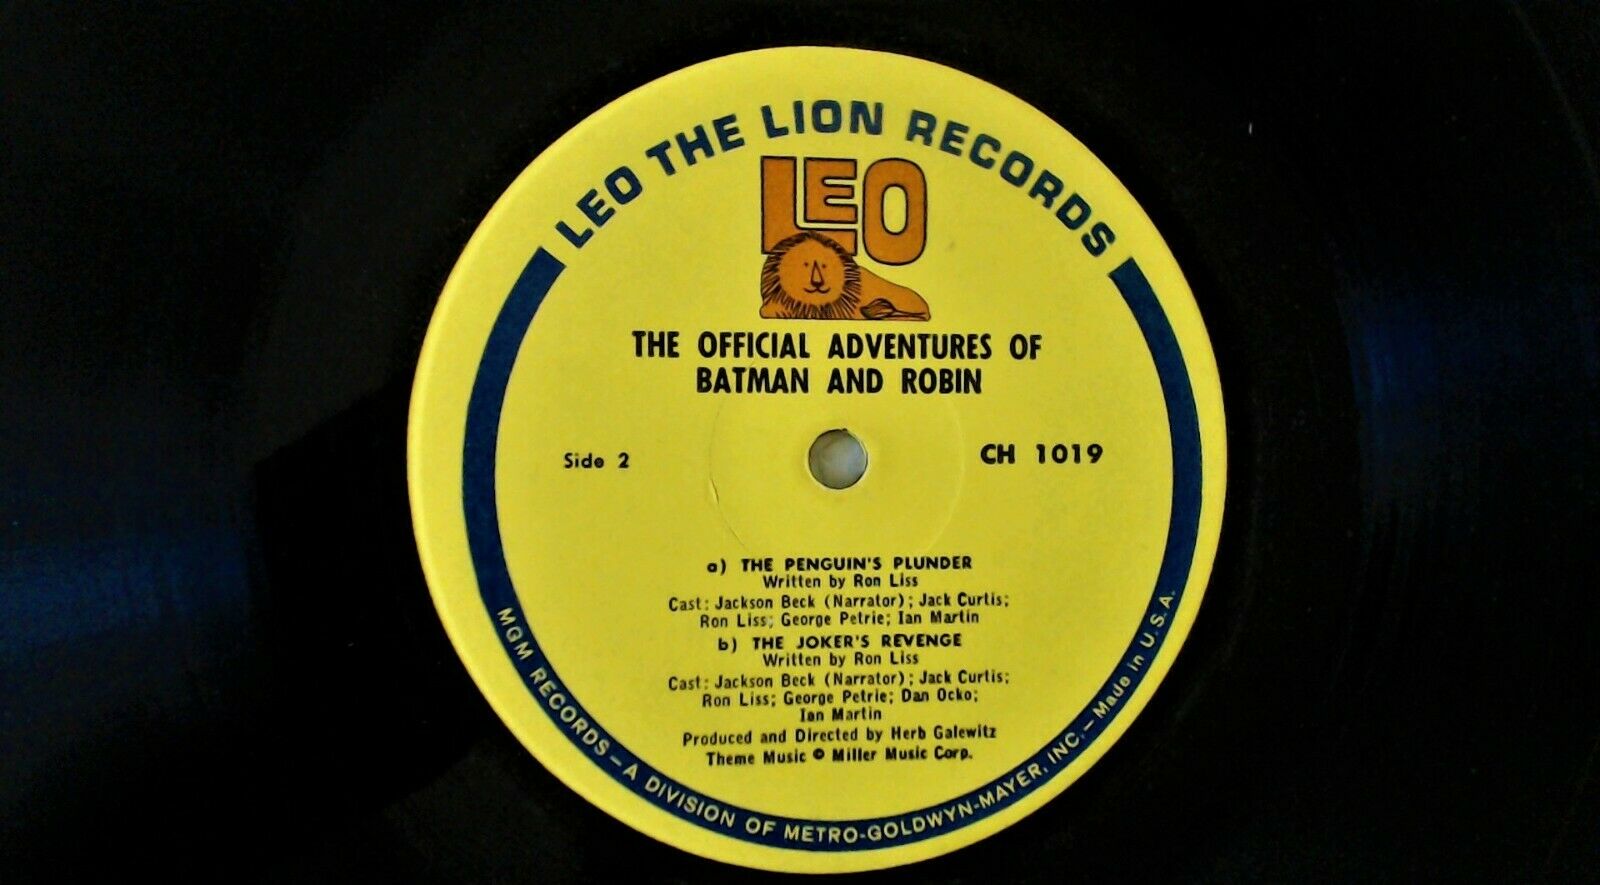 LEO THE LION RECORDS
LEO
THE OFFICIAL ADVENTURES OF
BATMAN AND ROBIN
Side 2
CH 1019
a) THE PENGUIN'S PLUNDER
Written by Ron Liss
Cast: Jackson Beck (Narrator); Jack Curtis;
Ron Liss; George Petrie; Ian Martin
b) THE JOKER'S REVENGE
Written by Ron Liss
Cast: Jackson Beck (Narrator); Jack Curtis;
Ron Liss; George Petrie; Dan Ocko;
Ian Martin
Produced and Directed by Herb Galewitz
Theme Music © Miller Music Corp.
MGM RECORDS – A DIVISION OF METRO-GOLDWYN-MAYER, INC. – Made in U.S.A.